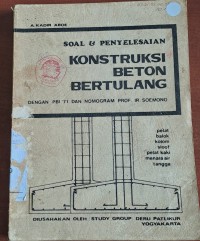 A. KADIR ABOE
SOAL & PENYELESAIAN
KONSTRUKSI
BETON
BERTULANG
DENGAN PBI 71 DAN NOMOGRAM PROF. IR SOEMONO
pelat
balok
kolom
sloof
pelat kaki
menara air
tangga
DIUSAHAKAN OLEH: STUDY GROUP DERU PAZLIKUR
YOGYAKARTA